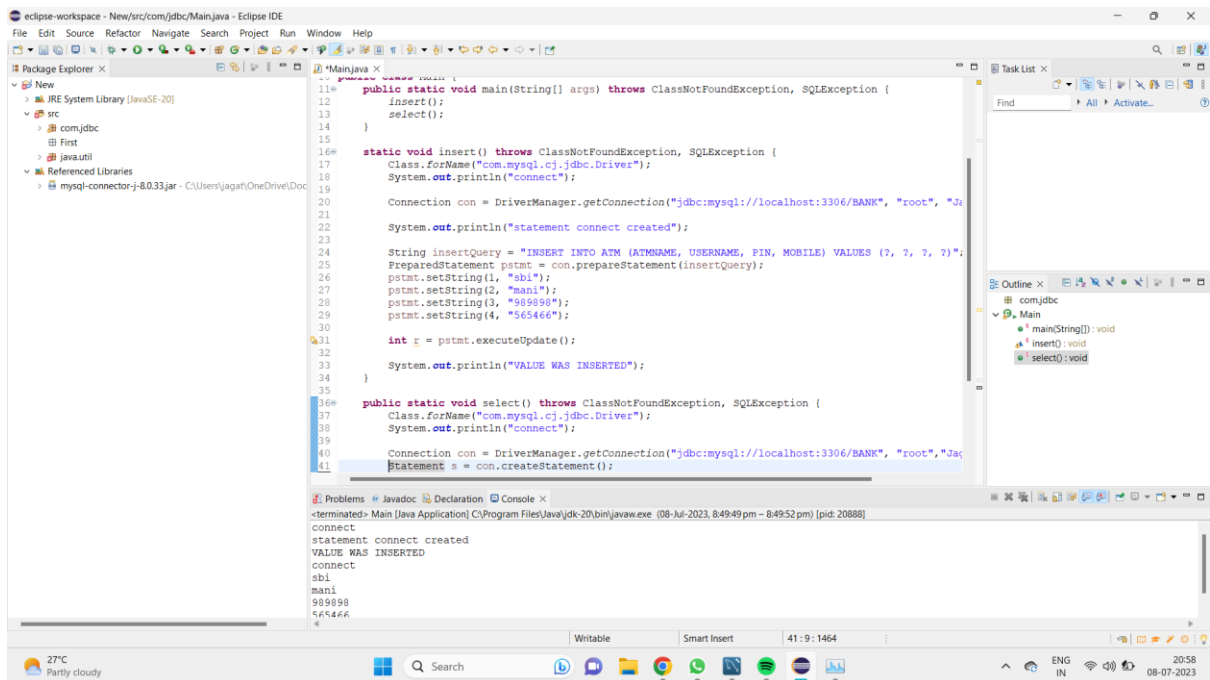 eclipse-workspace - New/src/com/jdbc/Main.java - Eclipse IDE
File Edit Source Refactor Navigate Search Project Run Window Help
Package Explorer
New
JRE System Library [JavaSE-20]
src
com.jdbc
First
java.util
Referenced Libraries
mysql-connector-j-8.0.33.jar - C:\Users\jagat\OneDrive\Doc
*Main.java
11 public static void main(String[] args) throws ClassNotFoundException, SQLException {
12 insert();
13 select();
14 }
15
16 static void insert() throws ClassNotFoundException, SQLException {
17 Class.forName("com.mysql.cj.jdbc.Driver");
18 System.out.println("connect");
19
20 Connection con = DriverManager.getConnection("jdbc:mysql://localhost:3306/BANK", "root", "Ja
21
22 System.out.println("statement connect created");
23
24 String insertQuery = "INSERT INTO ATM (ATMNAME, USERNAME, PIN, MOBILE) VALUES (?, ?, ?, ?)";
25 PreparedStatement pstmt = con.prepareStatement(insertQuery);
26 pstmt.setString(1, "sbi");
27 pstmt.setString(2, "mani");
28 pstmt.setString(3, "989898");
29 pstmt.setString(4, "565466");
30
31 int r = pstmt.executeUpdate();
32
33 System.out.println("VALUE WAS INSERTED");
34 }
35
36 public static void select() throws ClassNotFoundException, SQLException {
37 Class.forName("com.mysql.cj.jdbc.Driver");
38 System.out.println("connect");
39
40 Connection con = DriverManager.getConnection("jdbc:mysql://localhost:3306/BANK", "root","Jag
41 Statement s = con.createStatement();
Task List
Find All Activate...
Outline
com.jdbc
Main
main(String[]) : void
insert() : void
select() : void
Problems Javadoc Declaration Console
<terminated> Main [Java Application] C:\Program Files\Java\jdk-20\bin\javaw.exe (08-Jul-2023, 8:49:49 pm – 8:49:52 pm) [pid: 20888]
connect
statement connect created
VALUE WAS INSERTED
connect
sbi
mani
989898
565466
Writable Smart Insert 41 : 9 : 1464
27°C
Partly cloudy
Search
ENG
IN
20:58
08-07-2023